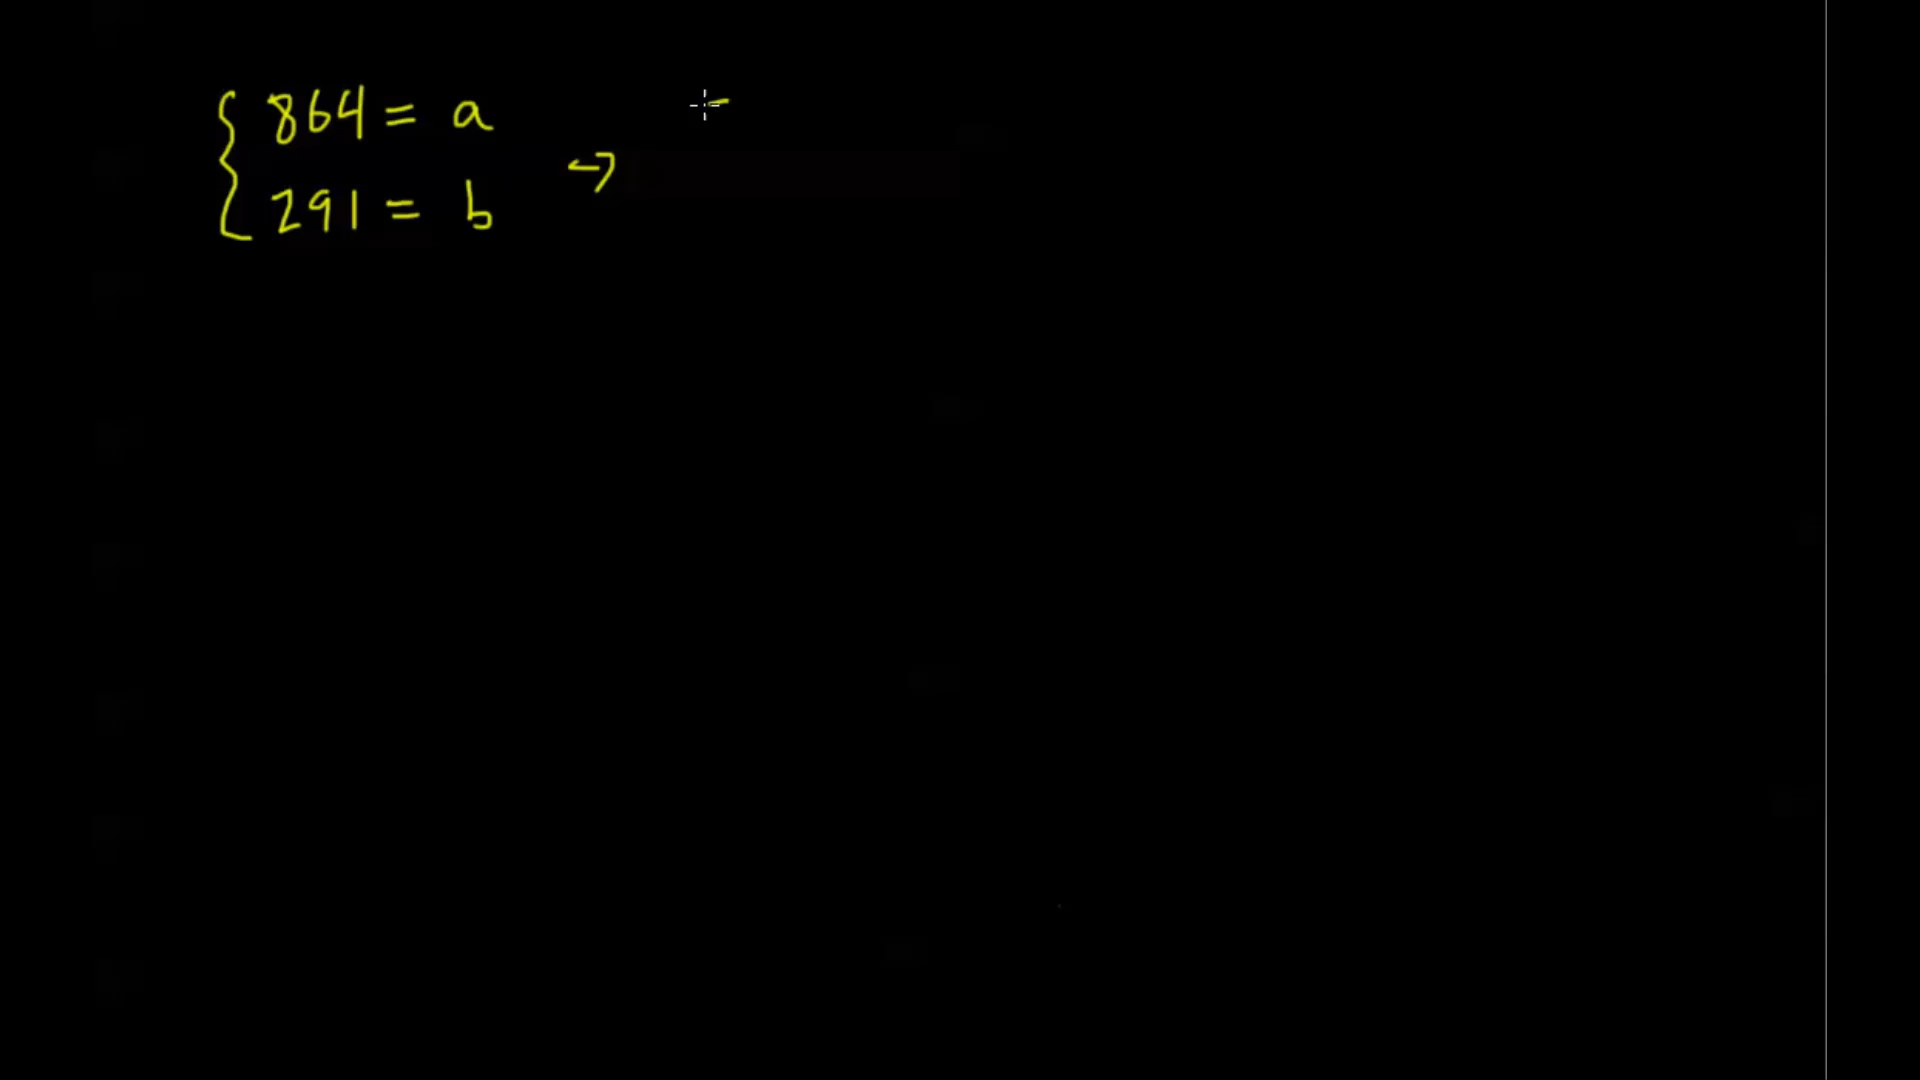 864 = a
→
291 = b